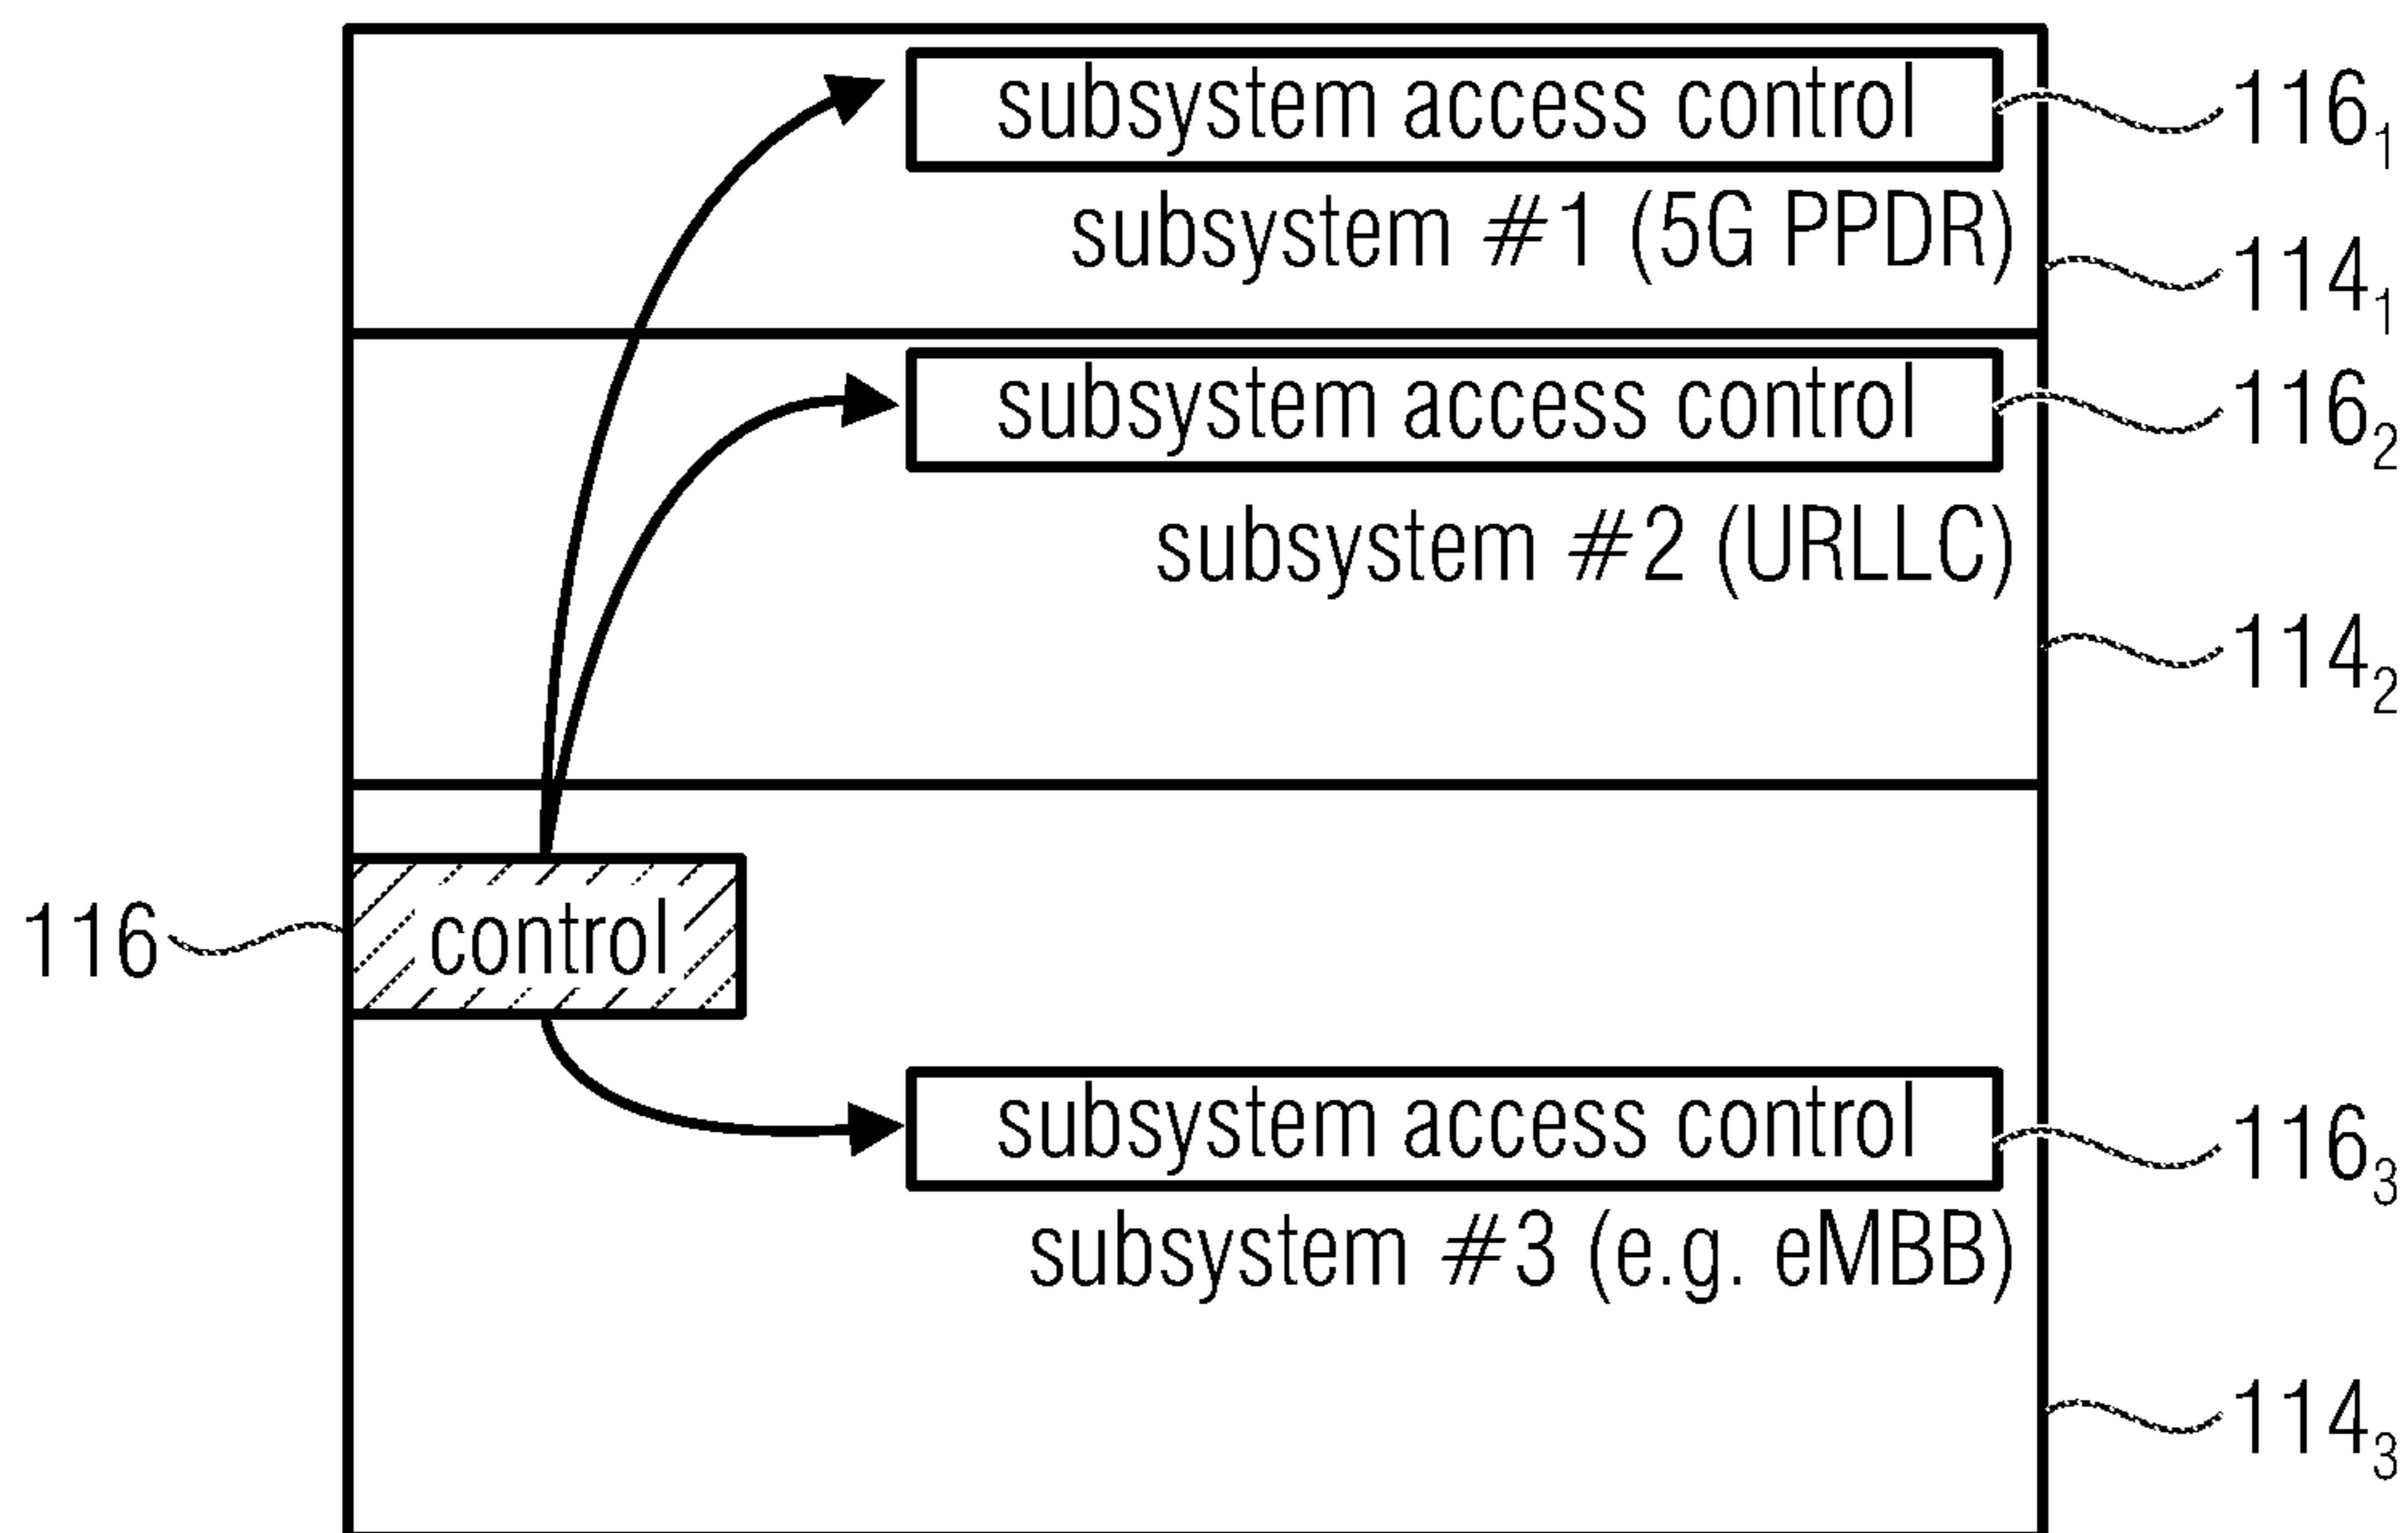 subsystem access control
116₁
subsystem #1 (5G PPDR)
114₁
subsystem access control
116₂
subsystem #2 (URLLC)
114₂
116
control
subsystem access control
116₃
subsystem #3 (e.g. eMBB)
114₃